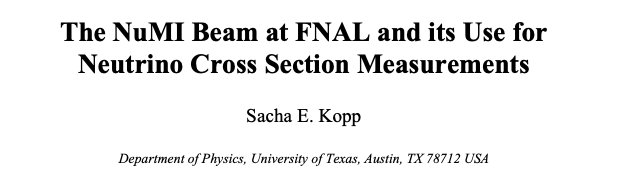 The NuMI Beam at FNAL and its Use for
Neutrino Cross Section Measurements
Sacha E. Kopp
Department of Physics, University of Texas, Austin, TX 78712 USA